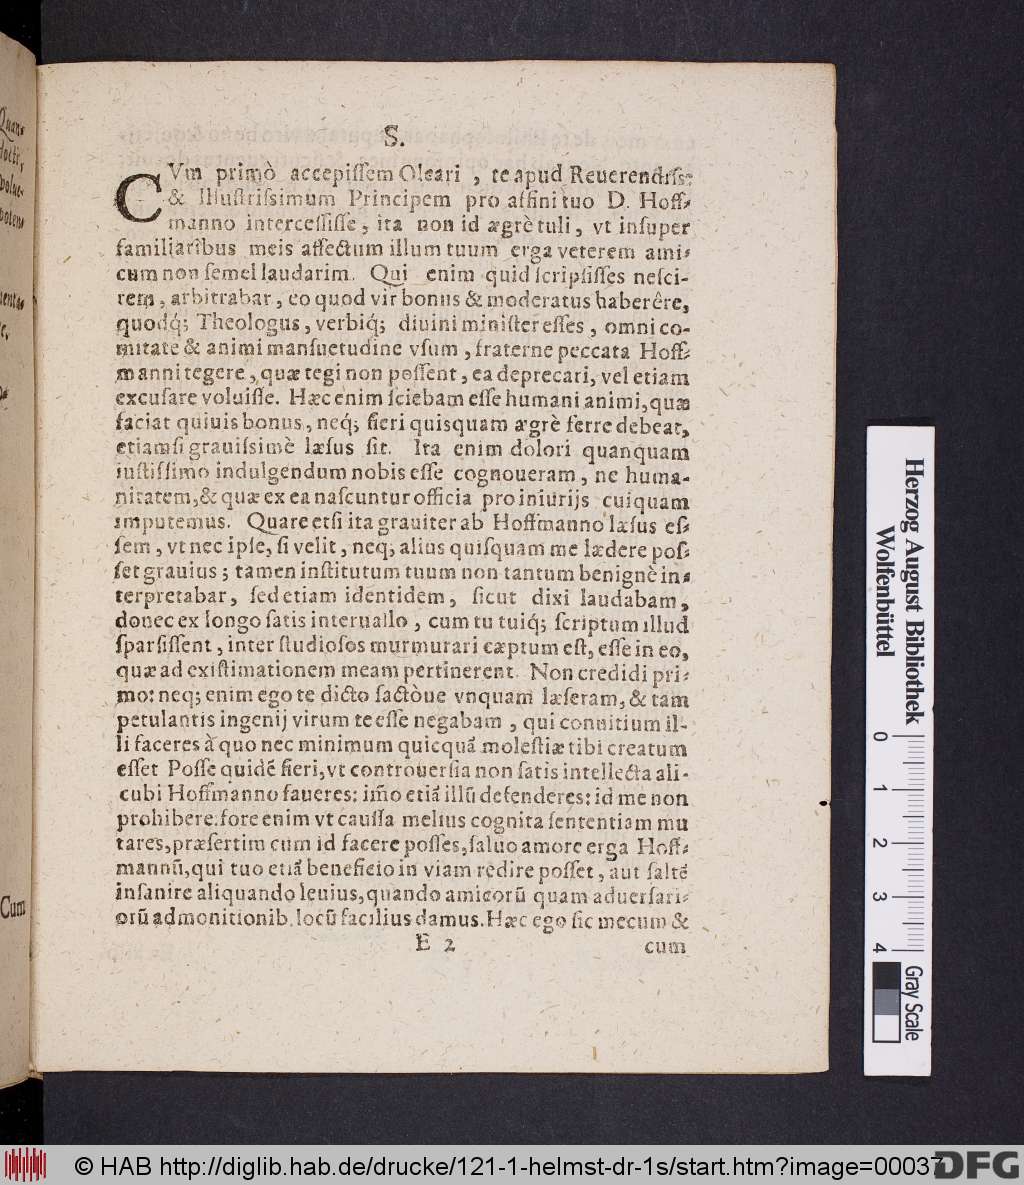 S.
CVm primò accepissem Oleari, te apud Reuerendiss:
& Illustrissimum Principem pro affini tuo D. Hoff-
manno intercessisse, ita non id ægrè tuli, vt insuper
familiaribus meis affectum illum tuum erga veterem ami-
cum non semel laudarim. Qui enim quid scripsisses nesci-
rem, arbitrabar, eo quod vir bonus & moderatus haberêre,
quodq́; Theologus, verbiq́; diuini minister esses, omni co-
mitate & animi mansuetudine vsum, fraterne peccata Hoff-
manni tegere, quæ tegi non possent, ea deprecari, vel etiam
excusare voluisse. Hæc enim sciebam esse humani animi, quæ
faciat quiuis bonus, neq́; fieri quisquam ægrè ferre debeat,
etiamsi grauissimè læsus sit. Ita enim dolori quanquam
iustissimo indulgendum nobis esse cognoueram, ne huma-
nitatem, & quæ ex ea nascuntur officia pro iniurijs cuiquam
imputemus. Quare etsi ita grauiter ab Hoffmanno læsus es-
sem, vt nec ipse, si velit, neq; alius quisquam me lædere pos-
set grauius; tamen institutum tuum non tantum benignè in-
terpretabar, sed etiam identidem, sicut dixi laudabam,
donec ex longo satis interuallo, cum tu tuiq́; scriptum illud
sparsissent, inter studiosos murmurari cæptum est, esse in eo,
quæ ad existimationem meam pertinerent. Non credidi pri-
mo: neq; enim ego te dicto factòue vnquam læseram, & tam
petulantis ingenij virum te esse negabam, qui conuitium il-
li faceres à quo nec minimum quicquã molestiæ tibi creatum
esset Posse quidẽ fieri, vt controuersia non satis intellecta ali-
cubi Hoffmanno faueres: imò etiã illũ defenderes: id me non
prohibere: fore enim vt caussa melius cognita sententiam mu
tares, præsertim cum id facere posses, saluo amore erga Hoff-
mannũ, qui tuo etiã beneficio in viam redire posset, aut saltẽ
insanire aliquando leuius, quando amicorũ quam aduersari-
orũ admonitionib. locũ facilius damus. Hæc ego sic mecum &
E 2 cum
Cum
Herzog August Bibliothek
Wolfenbüttel
0 1 2 3 4
Gray Scale
© HAB http://diglib.hab.de/drucke/121-1-helmst-dr-1s/start.htm?image=00037
DFG